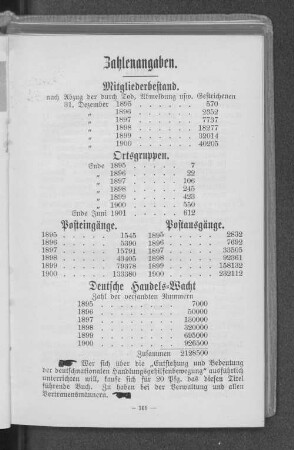 Zahlenangaben.
Mitgliederbestand.
nach Abzug der durch Tod, Abmeldung usw. Gestrichenen
31. Dezember 1895 . . . . . . 570
„ 1896 . . . . . . 2352
„ 1897 . . . . . . 7737
„ 1898 . . . . . . 18277
„ 1899 . . . . . . 32014
„ 1900 . . . . . . 40205
Ortsgruppen.
Ende 1895 . . . . . . 7
„ 1896 . . . . . . 22
„ 1897 . . . . . . 106
„ 1898 . . . . . . 245
„ 1899 . . . . . . 423
„ 1900 . . . . . . 550
Ende Juni 1901 . . . . . . 612
Posteingänge. Postausgänge.
1895 . . . . . 1545 1895 . . . . . 2832
1896 . . . . . 5390 1896 . . . . . 7692
1897 . . . . . 15791 1897 . . . . . 33505
1898 . . . . . 49405 1898 . . . . . 92061
1899 . . . . . 79378 1899 . . . . . 158132
1900 . . . . . 133380 1900 . . . . . 232112
Deutsche Handels-Wacht
Zahl der versandten Nummern
1895 . . . . . . 7000
1896 . . . . . . 50000
1897 . . . . . . 130000
1898 . . . . . . 320000
1899 . . . . . . 695000
1900 . . . . . . 926500
Zusammen 2128500
Wer sich über die „Entstehung und Bedeutung
der deutschnationalen Handlungsgehilfenbewegung" ausführlich
unterrichten will, kaufe sich für 20 Pfg. das diesen Titel
führende Buch. Zu haben bei der Verwaltung und allen
Vertrauensmännern.